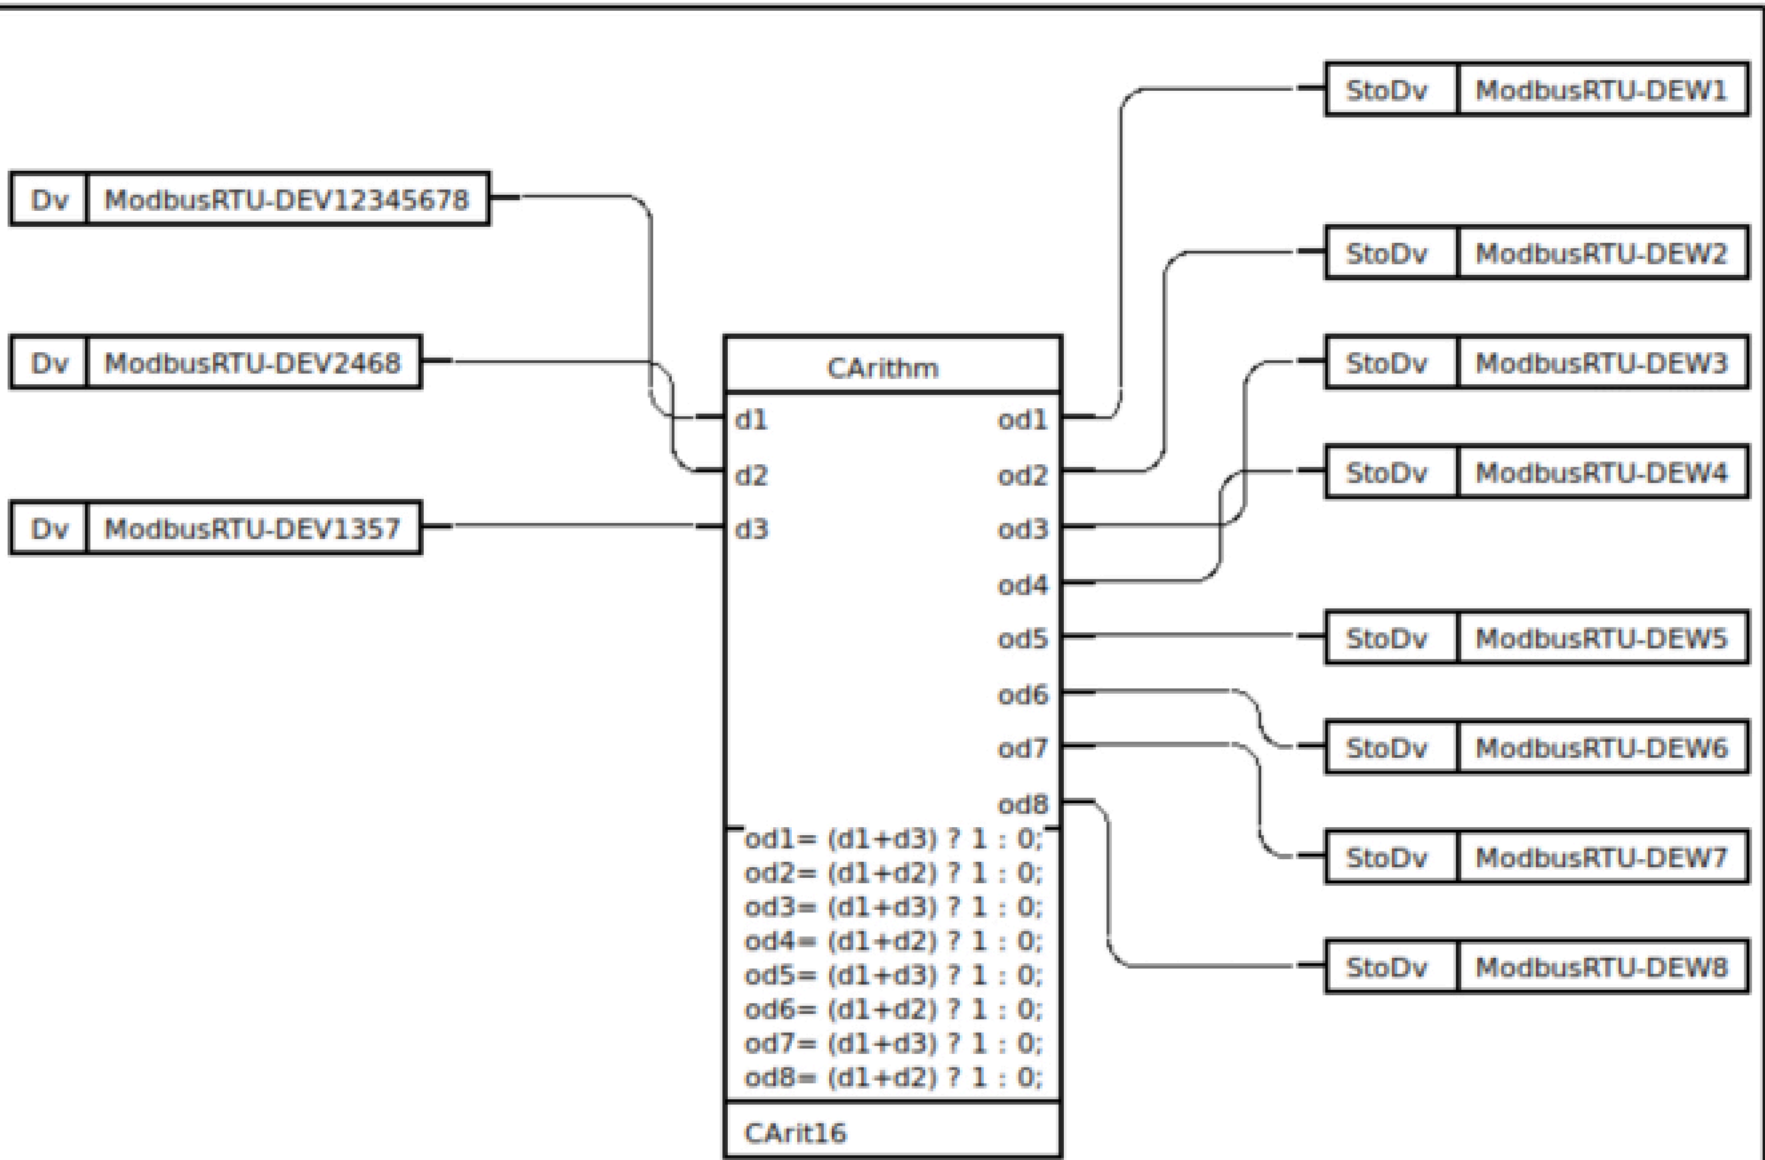 Dv ModbusRTU-DEV12345678
Dv ModbusRTU-DEV2468
Dv ModbusRTU-DEV1357
CArithm
d1
d2
d3
od1
od2
od3
od4
od5
od6
od7
od8
od1= (d1+d3) ? 1 : 0;
od2= (d1+d2) ? 1 : 0;
od3= (d1+d3) ? 1 : 0;
od4= (d1+d2) ? 1 : 0;
od5= (d1+d3) ? 1 : 0;
od6= (d1+d2) ? 1 : 0;
od7= (d1+d3) ? 1 : 0;
od8= (d1+d2) ? 1 : 0;
CArit16
StoDv ModbusRTU-DEW1
StoDv ModbusRTU-DEW2
StoDv ModbusRTU-DEW3
StoDv ModbusRTU-DEW4
StoDv ModbusRTU-DEW5
StoDv ModbusRTU-DEW6
StoDv ModbusRTU-DEW7
StoDv ModbusRTU-DEW8